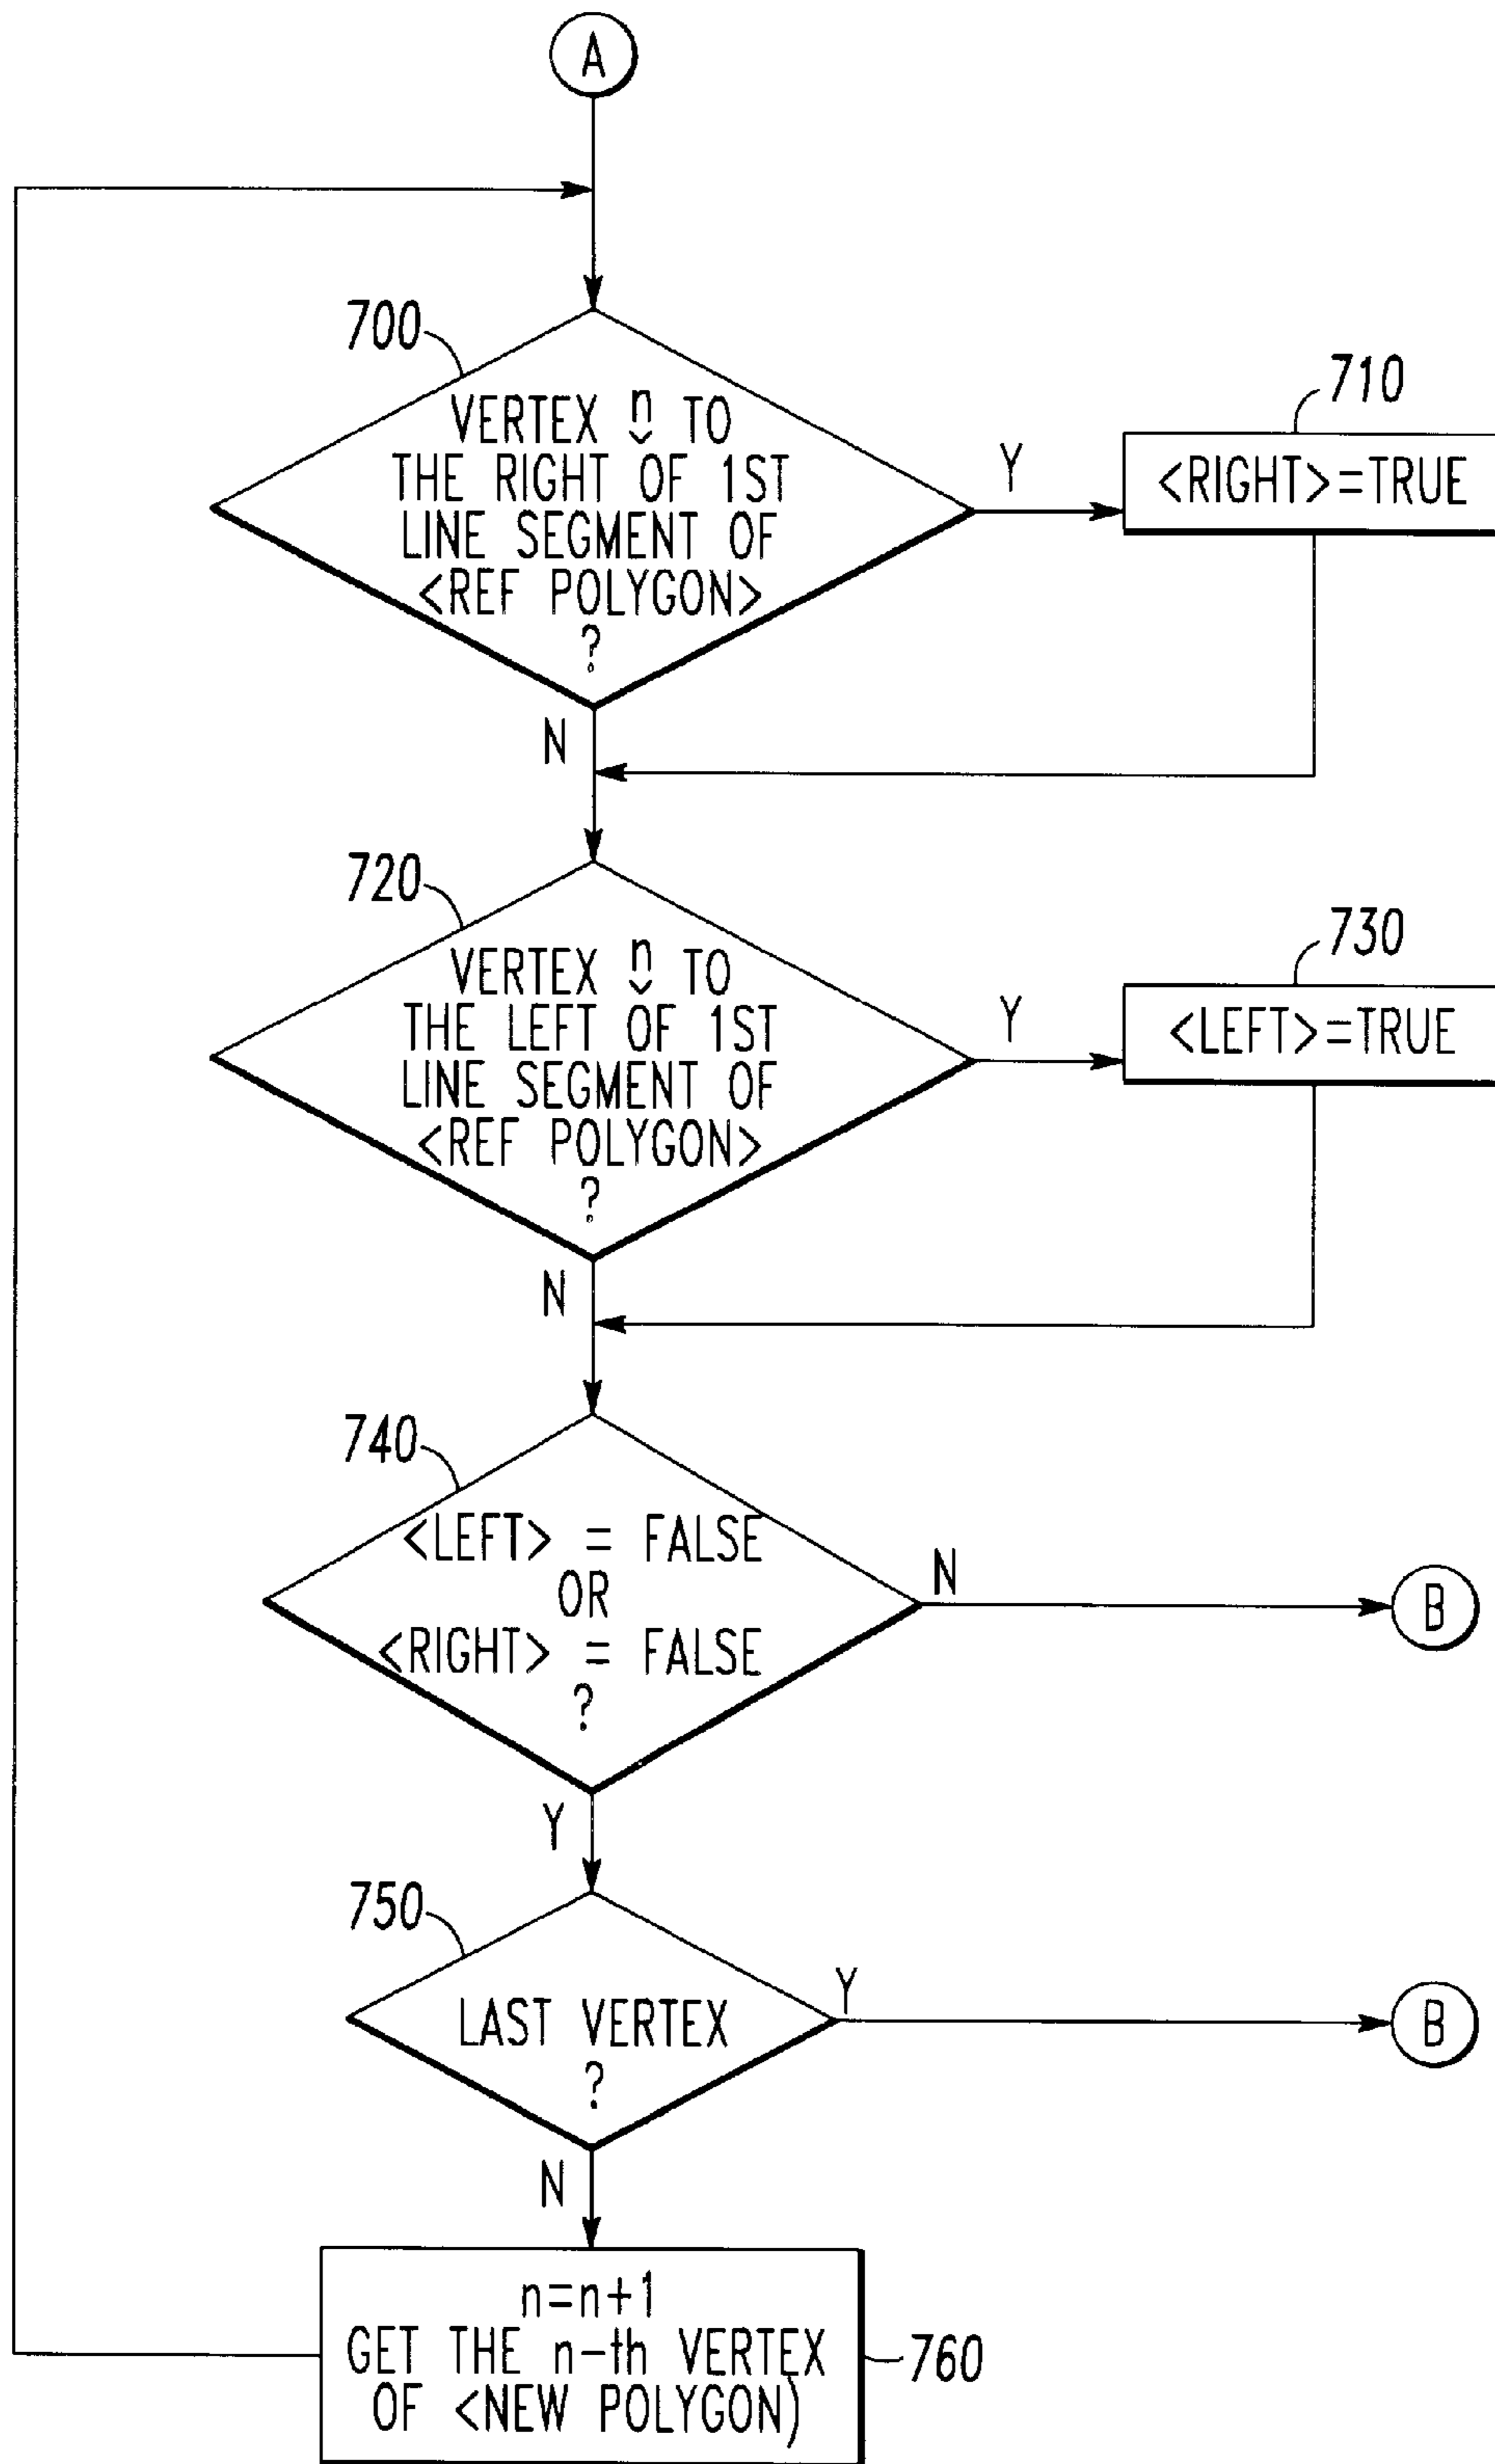 A
700
VERTEX n TO
THE RIGHT OF 1ST
LINE SEGMENT OF
<REF POLYGON>
?
Y
710
<RIGHT>=TRUE
N
720
VERTEX n TO
THE LEFT OF 1ST
LINE SEGMENT OF
<REF POLYGON>
?
Y
730
<LEFT>=TRUE
N
740
<LEFT> = FALSE
OR
<RIGHT> = FALSE
?
N
B
Y
750
LAST VERTEX
?
Y
B
N
n=n+1
GET THE n-th VERTEX
OF <NEW POLYGON)
760